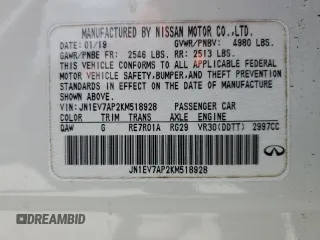 MANUFACTURED BY NISSAN MOTOR CO.,LTD.
DATE: 01/19 GVWR/PNBV: 4980 LBS.
GAWR/PNBE FR: 2546 LBS. RR: 2513 LBS.
THIS VEHICLE CONFORMS TO ALL APPLICABLE FEDERAL
MOTOR VEHICLE SAFETY,BUMPER,AND THEFT PREVENTION
STANDARDS IN EFFECT ON THE DATE OF MANUFACTURE
SHOWN ABOVE.
V.I.N: JN1EV7AP2KM518928 PASSENGER CAR
COLOR TRIM TRANS AXLE ENGINE
QAW G RE7R01A RG29 VR30(DDTT) 2997CC
JN1EV7AP2KM518928
DREAMBID